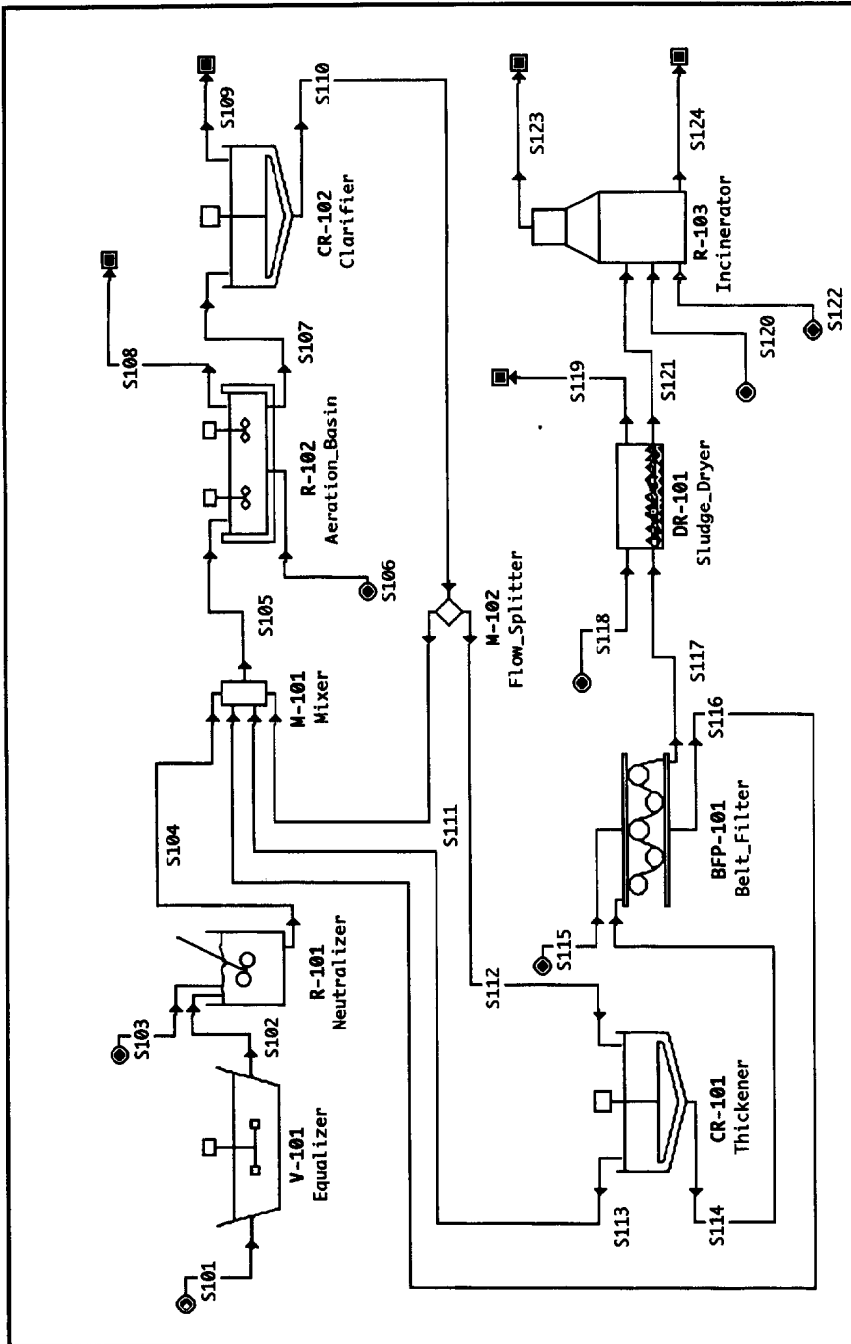 S101
V-101
Equalizer
S102
S103
R-101
Neutralizer
S104
M-101
Mixer
S105
S106
R-102
Aeration_Basin
S107
S108
CR-102
Clarifier
S109
S110
M-102
Flow_Splitter
S111
S112
CR-101
Thickener
S113
S114
S115
BFP-101
Belt_Filter
S116
S117
S118
DR-101
Sludge_Dryer
S119
S120
S121
S122
R-103
Incinerator
S123
S124